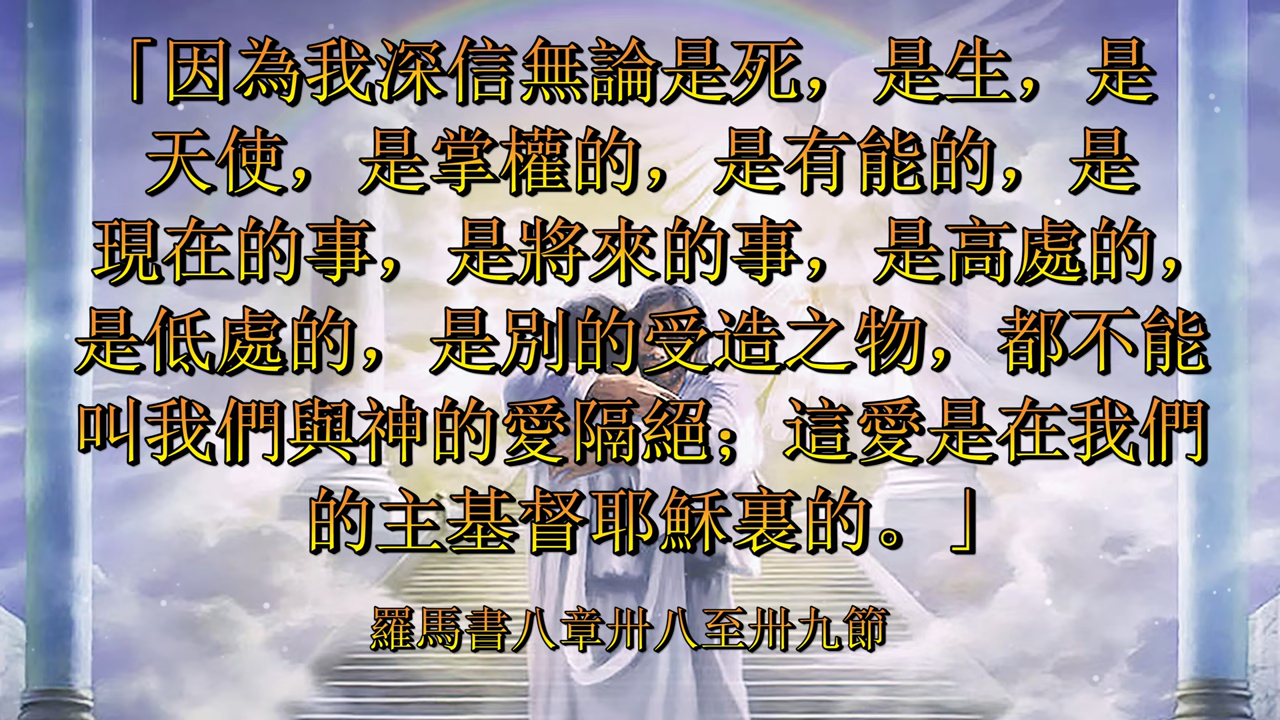 「因為我深信無論是死，是生，是
天使，是掌權的，是有能的，是
現在的事，是將來的事，是高處的，
是低處的，是別的受造之物，都不能
叫我們與神的愛隔絕；這愛是在我們
的主基督耶穌裏的。」
羅馬書八章卅八至卅九節